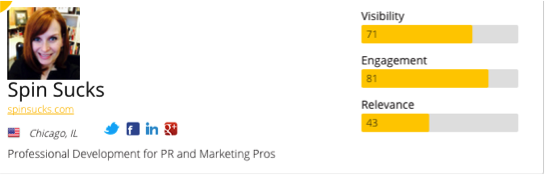 Spin Sucks
spinsucks.com
Chicago, IL
Professional Development for PR and Marketing Pros
Visibility
71
Engagement
81
Relevance
43